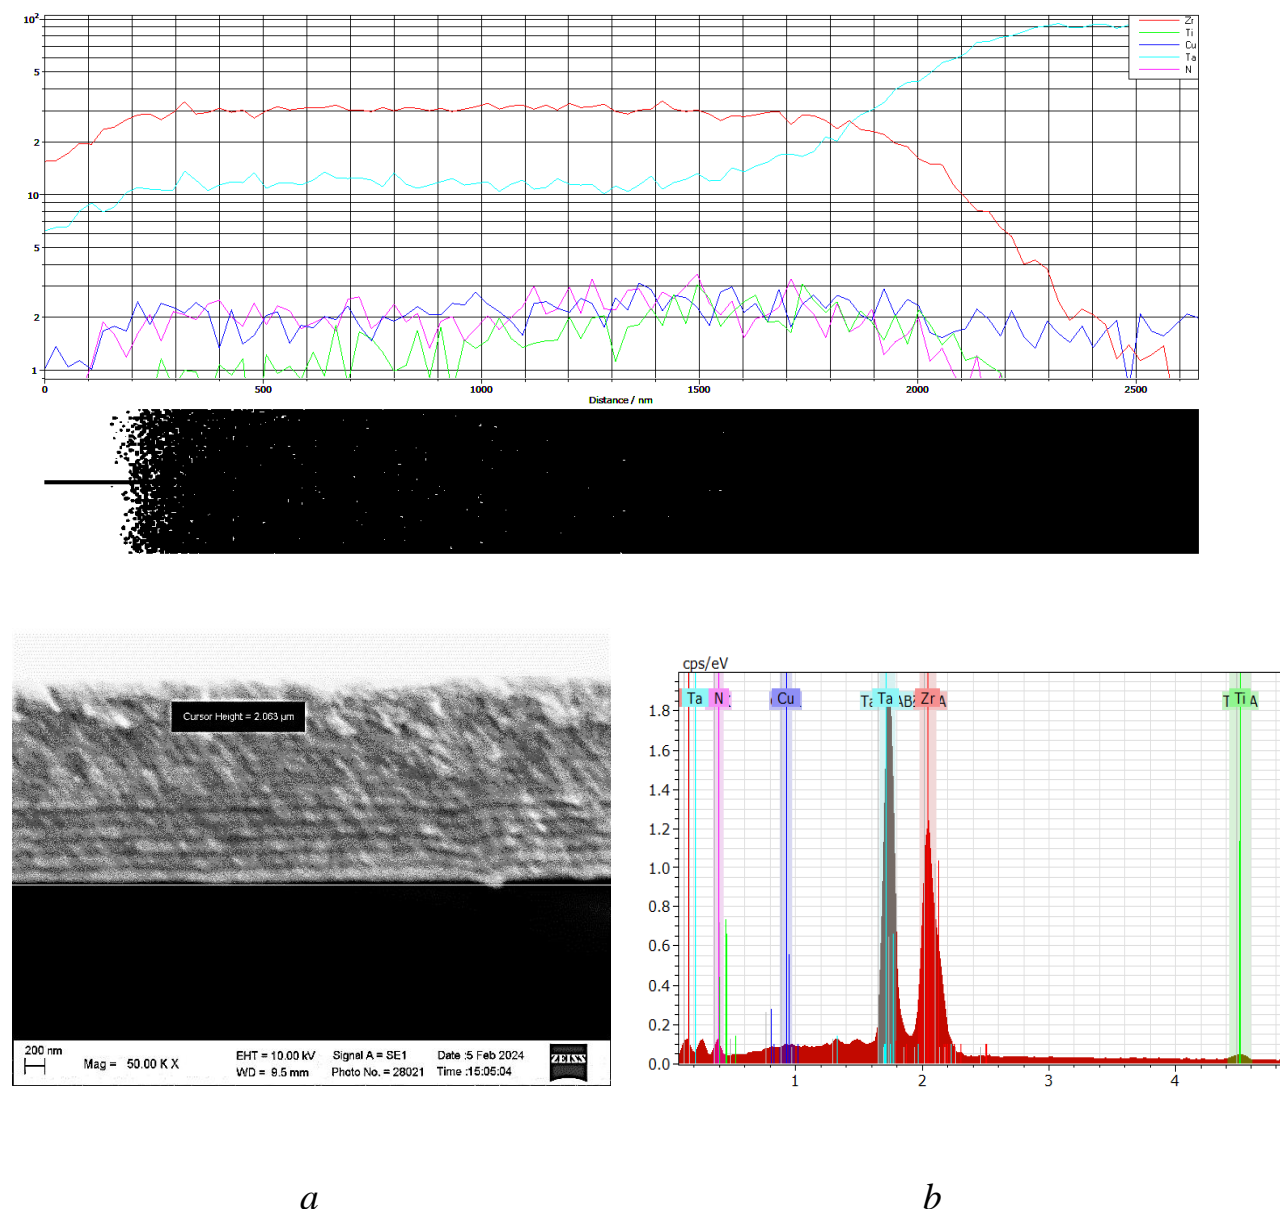 10²
5
2
10
5
2
1
Zr
Ti
Cu
Ta
N
0 500 1000 1500 2000 2500
Distance / nm
Cursor Height = 2.063 µm
200 nm
Mag = 50.00 K X
EHT = 10.00 kV Signal A = SE1 Date :5 Feb 2024
WD = 9.5 mm Photo No. = 28021 Time :15:05:04
ZEISS
cps/eV
Ta N Cu Ta Zr Ti
1.8
1.6
1.4
1.2
1.0
0.8
0.6
0.4
0.2
0.0
1 2 3 4
a b